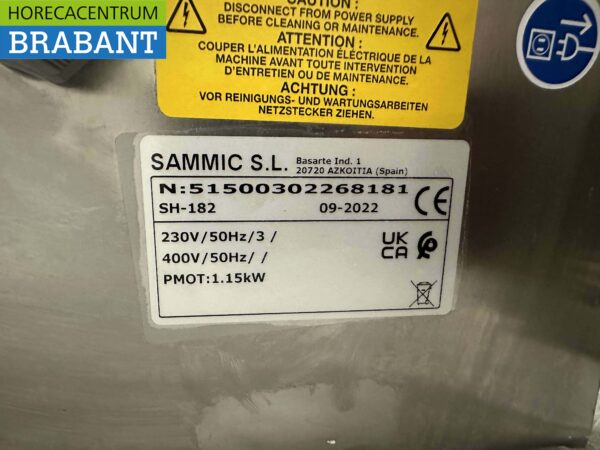 HORECACENTRUM
BRABANT
CAUTION :
DISCONNECT FROM POWER SUPPLY
BEFORE CLEANING OR MAINTENANCE.
ATTENTION :
COUPER L'ALIMENTATION ÉLECTRIQUE DE LA
MACHINE AVANT TOUTE INTERVENTION
D'ENTRETIEN OU DE MAINTENANCE.
ACHTUNG :
VOR REINIGUNGS- UND WARTUNGSARBEITEN
NETZSTECKER ZIEHEN.
SAMMIC S.L. Basarte Ind. 1
20720 AZKOITIA (Spain)
N:51500302268181
SH-182 09-2022
CE
230V/50Hz/3 /
400V/50Hz/ /
PMOT:1.15kW
UK
CA